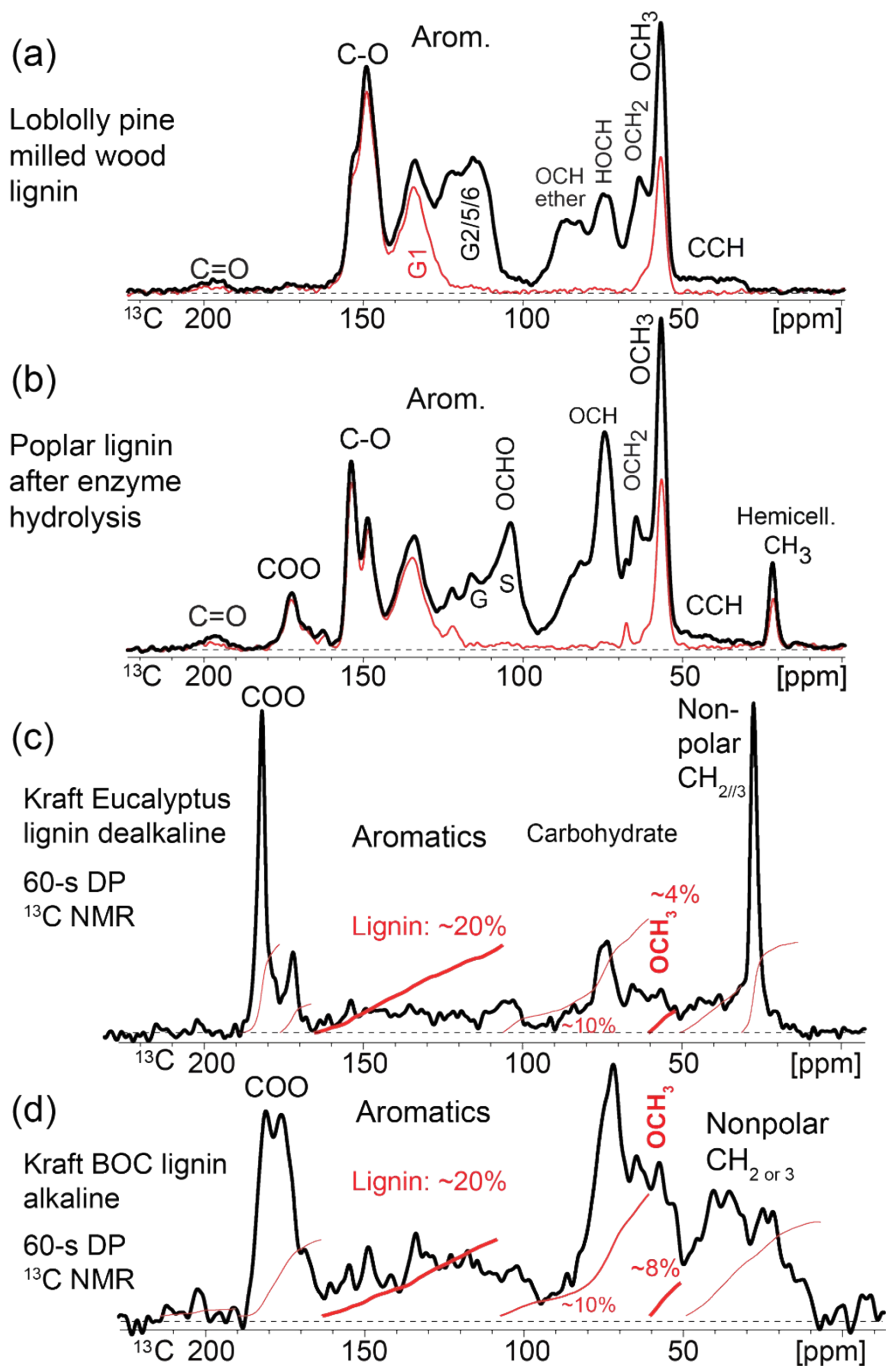 (a)
Loblolly pine
milled wood
lignin
C=O
C-O
Arom.
G1
G2/5/6
OCH
ether
HOCH
OCH2
OCH3
CCH
13C 200 150 100 50 [ppm]
(b)
Poplar lignin
after enzyme
hydrolysis
C=O
COO
C-O
Arom.
G
S
OCHO
OCH
OCH2
OCH3
CCH
Hemicell.
CH3
13C 200 150 100 50 [ppm]
(c)
Kraft Eucalyptus
lignin dealkaline
60-s DP
13C NMR
COO
Aromatics
Lignin: ~20%
Carbohydrate
~10%
~4%
OCH3
Non-
polar
CH2//3
13C 200 150 100 50 [ppm]
(d)
Kraft BOC lignin
alkaline
60-s DP
13C NMR
COO
Aromatics
Lignin: ~20%
~10%
~8%
OCH3
Nonpolar
CH2 or 3
13C 200 150 100 50 [ppm]